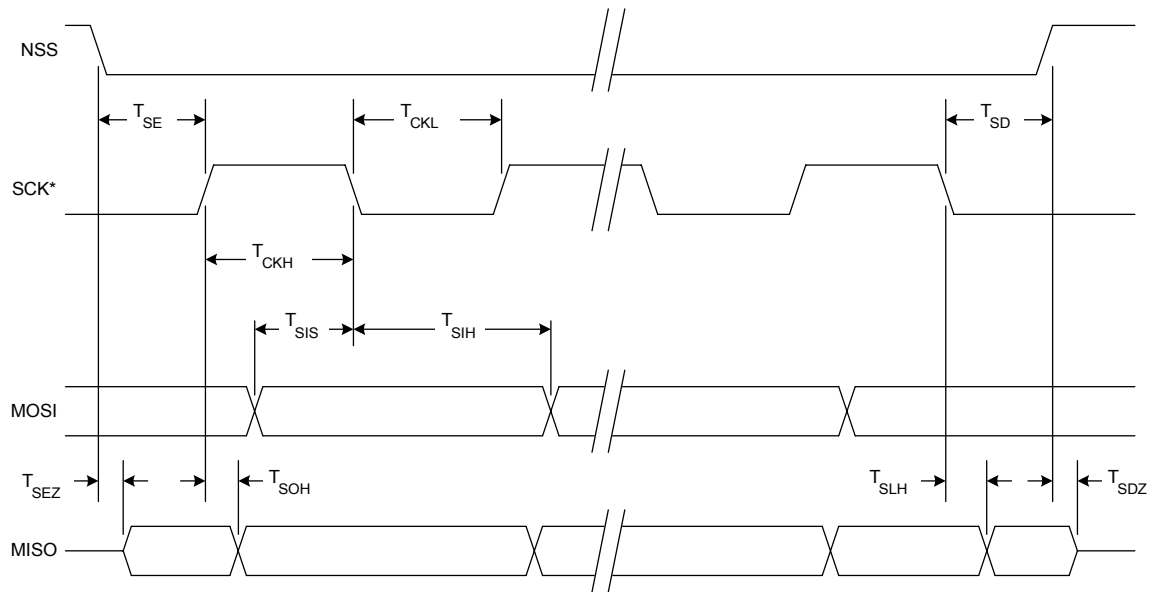 NSS
T_SE
T_CKL
T_SD
SCK*
T_CKH
T_SIS
T_SIH
MOSI
T_SEZ
T_SOH
T_SLH
T_SDZ
MISO